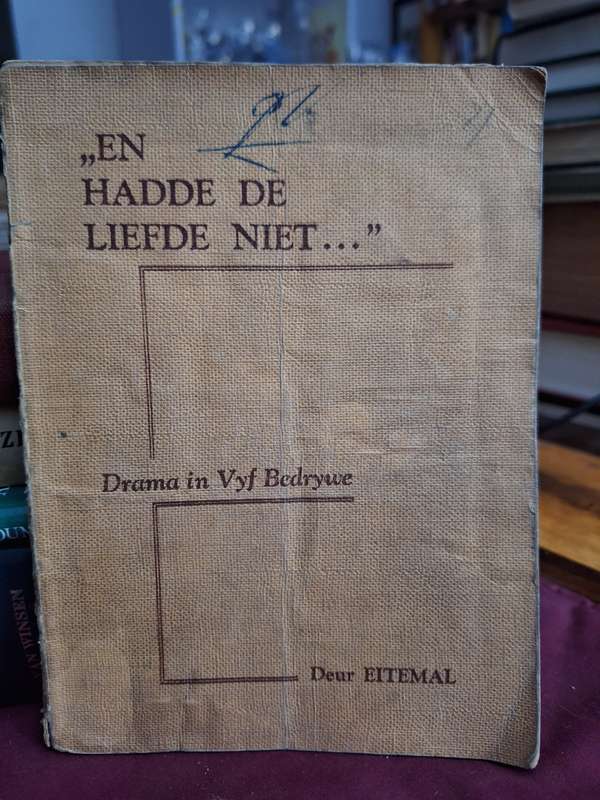 „EN
HADDE DE
LIEFDE NIET...”
Drama in Vyf Bedrywe
Deur EITEMAL